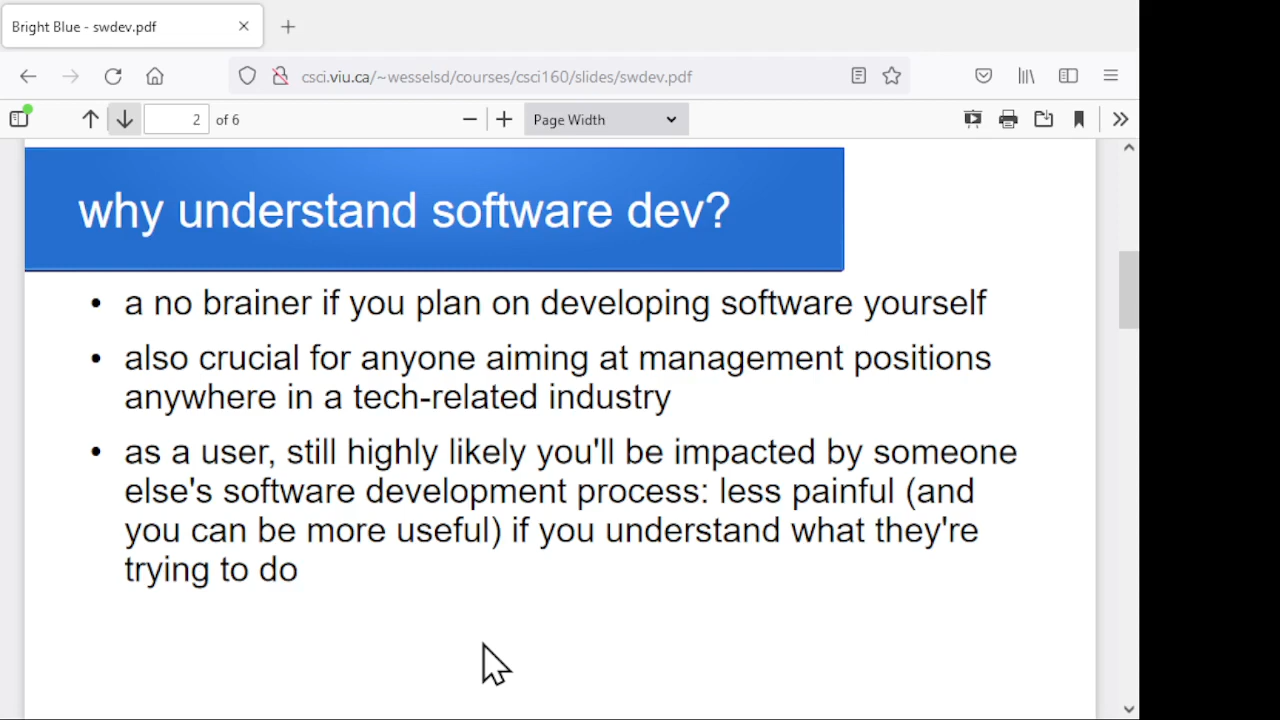 Bright Blue - swdev.pdf
csci.viu.ca/~wesselsd/courses/csci160/slides/swdev.pdf
2 of 6
Page Width
why understand software dev?
• a no brainer if you plan on developing software yourself
• also crucial for anyone aiming at management positions
anywhere in a tech-related industry
• as a user, still highly likely you'll be impacted by someone
else's software development process: less painful (and
you can be more useful) if you understand what they're
trying to do